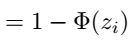 = 1 − Φ(z_i)